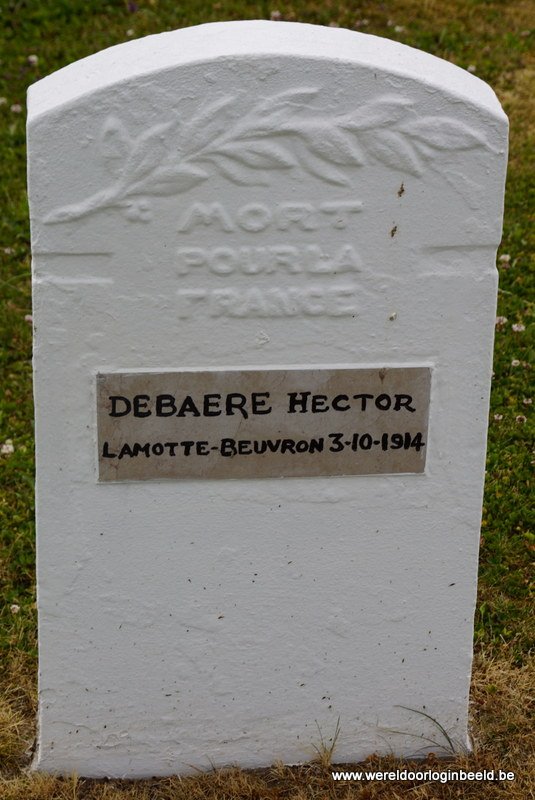 MORT
POUR LA
FRANCE
DEBAERE HECTOR
LAMOTTE-BEUVRON 3-10-1914
www.wereldoorloginbeeld.be